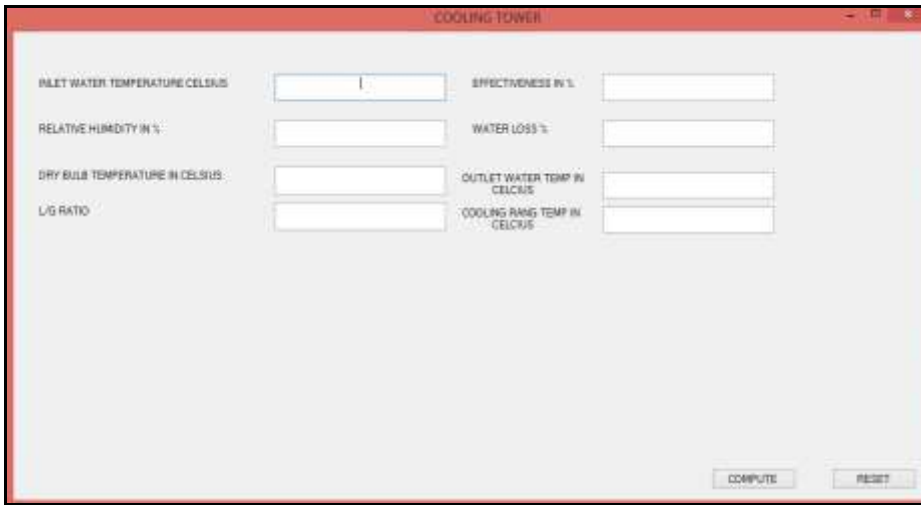 COOLING TOWER
INLET WATER TEMPERATURE CELSIUS
EFFECTIVENESS IN %
RELATIVE HUMIDITY IN %
WATER LOSS %
DRY BULB TEMPERATURE IN CELSIUS
OUTLET WATER TEMP IN
CELCIUS
L/G RATIO
COOLING RANG TEMP IN
CELCIUS
COMPUTE
RESET